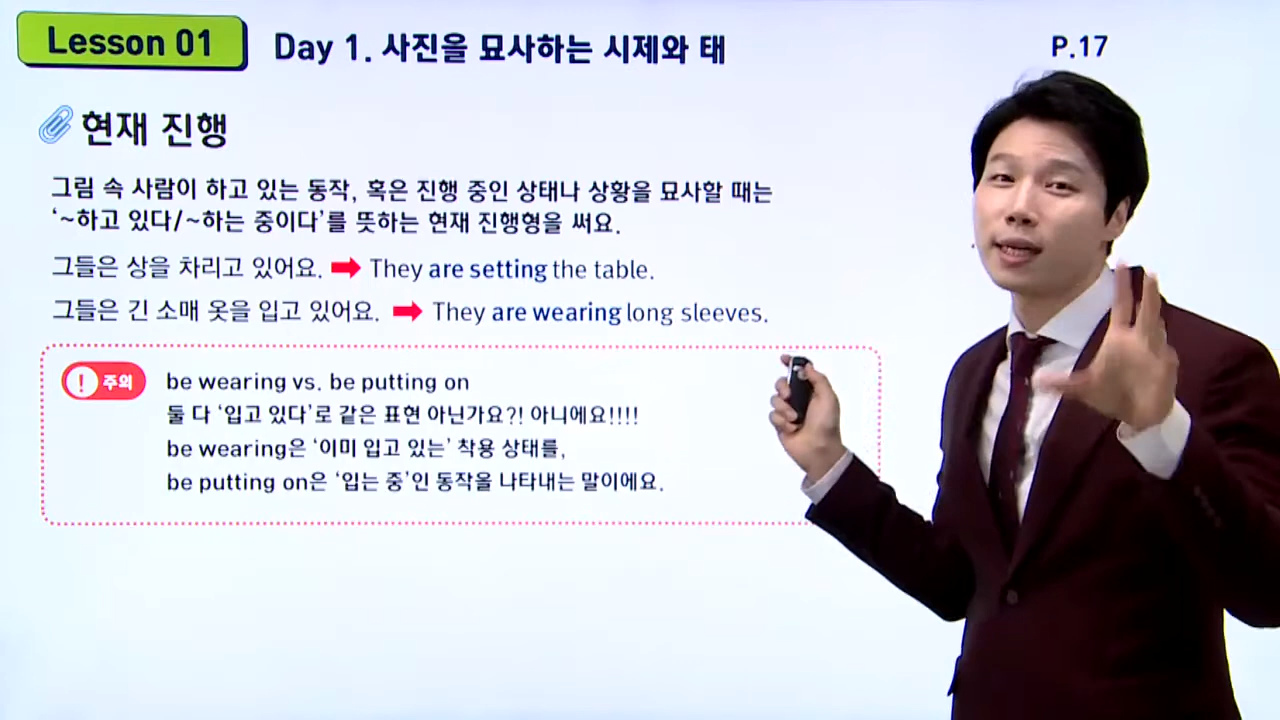 Lesson 01
Day 1. 사진을 묘사하는 시제와 태
P.17
현재 진행
그림 속 사람이 하고 있는 동작, 혹은 진행 중인 상태나 상황을 묘사할 때는
‘~하고 있다/~하는 중이다’를 뜻하는 현재 진행형을 써요.
그들은 상을 차리고 있어요. ➡ They are setting the table.
그들은 긴 소매 옷을 입고 있어요. ➡ They are wearing long sleeves.
! 주의
be wearing vs. be putting on
둘 다 ‘입고 있다’로 같은 표현 아닌가요?! 아니에요!!!!
be wearing은 ‘이미 입고 있는’ 착용 상태를,
be putting on은 ‘입는 중’인 동작을 나타내는 말이에요.